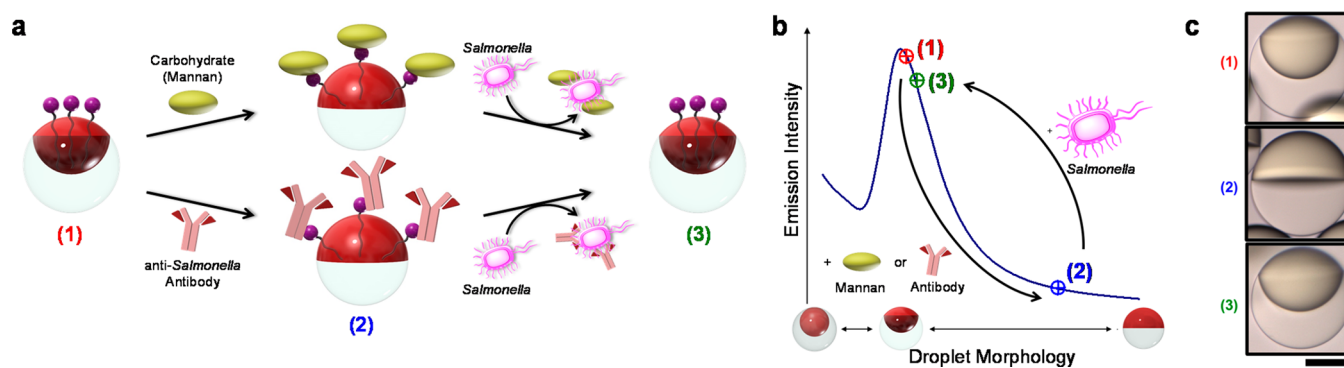 a
Carbohydrate
(Mannan)
Salmonella
(1)
anti-Salmonella
Antibody
(2)
Salmonella
(3)
b
Emission Intensity
(1)
(3)
+
Salmonella
+
or
Mannan
Antibody
(2)
Droplet Morphology
c
(1)
(2)
(3)